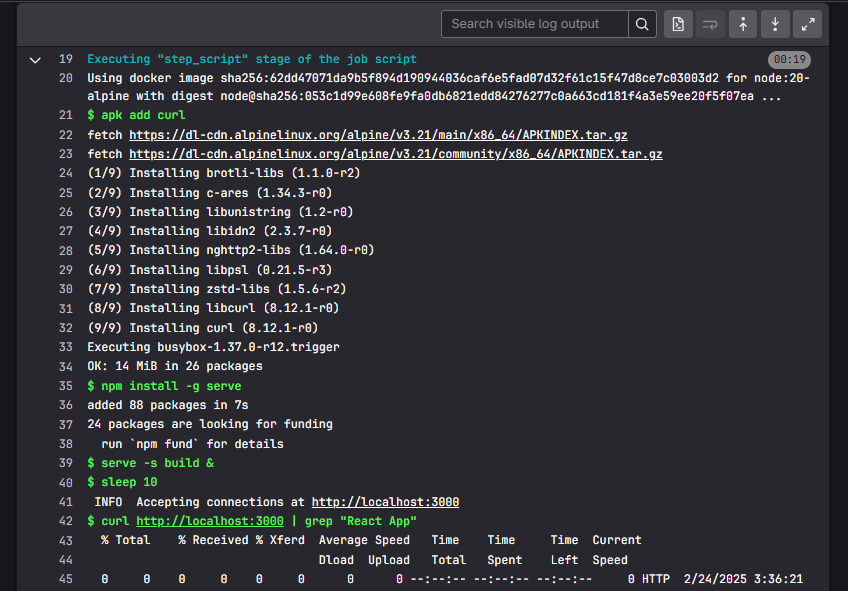 Search visible log output
19 Executing "step_script" stage of the job script 00:19
20 Using docker image sha256:62dd47071da9b5f894d190944036caf6e5fad07d32f61c15f47d8ce7c03003d2 for node:20-
alpine with digest node@sha256:053c1d99e608fe9fa0db6821edd84276277c0a663cd181f4a3e59ee20f5f07ea ...
21 $ apk add curl
22 fetch https://dl-cdn.alpinelinux.org/alpine/v3.21/main/x86_64/APKINDEX.tar.gz
23 fetch https://dl-cdn.alpinelinux.org/alpine/v3.21/community/x86_64/APKINDEX.tar.gz
24 (1/9) Installing brotli-libs (1.1.0-r2)
25 (2/9) Installing c-ares (1.34.3-r0)
26 (3/9) Installing libunistring (1.2-r0)
27 (4/9) Installing libidn2 (2.3.7-r0)
28 (5/9) Installing nghttp2-libs (1.64.0-r0)
29 (6/9) Installing libpsl (0.21.5-r3)
30 (7/9) Installing zstd-libs (1.5.6-r2)
31 (8/9) Installing libcurl (8.12.1-r0)
32 (9/9) Installing curl (8.12.1-r0)
33 Executing busybox-1.37.0-r12.trigger
34 OK: 14 MiB in 26 packages
35 $ npm install -g serve
36 added 88 packages in 7s
37 24 packages are looking for funding
38 run `npm fund` for details
39 $ serve -s build &
40 $ sleep 10
41 INFO Accepting connections at http://localhost:3000
42 $ curl http://localhost:3000 | grep "React App"
43 % Total % Received % Xferd Average Speed Time Time Time Current
44 Dload Upload Total Spent Left Speed
45 0 0 0 0 0 0 0 0 --:--:-- --:--:-- --:--:-- 0 HTTP 2/24/2025 3:36:21